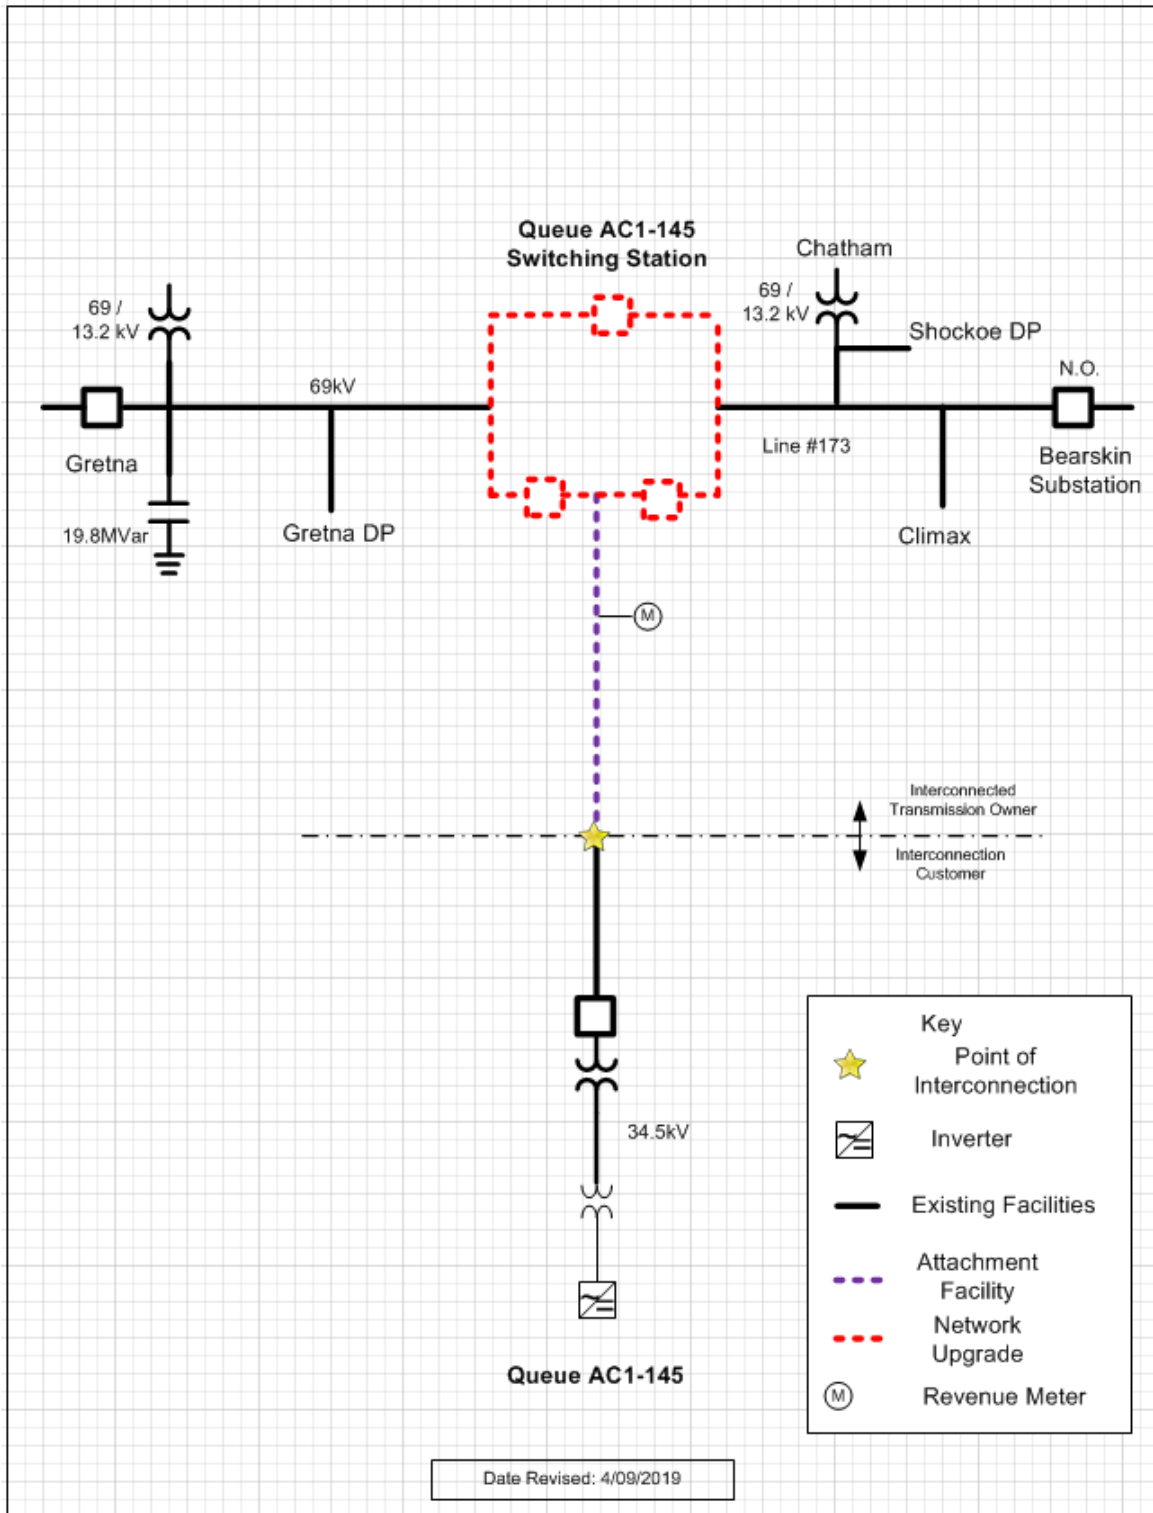 Queue AC1-145
Switching Station
Chatham
69 /
13.2 kV
69 /
13.2 kV
Shockoe DP
N.O.
69kV
Line #173
Gretna
Bearskin
Substation
19.8MVar
Gretna DP
Climax
M
Interconnected
Transmission Owner
Interconnection
Customer
34.5kV
Queue AC1-145
Key
Point of
Interconnection
Inverter
Existing Facilities
Attachment
Facility
Network
Upgrade
M
Revenue Meter
Date Revised: 4/09/2019